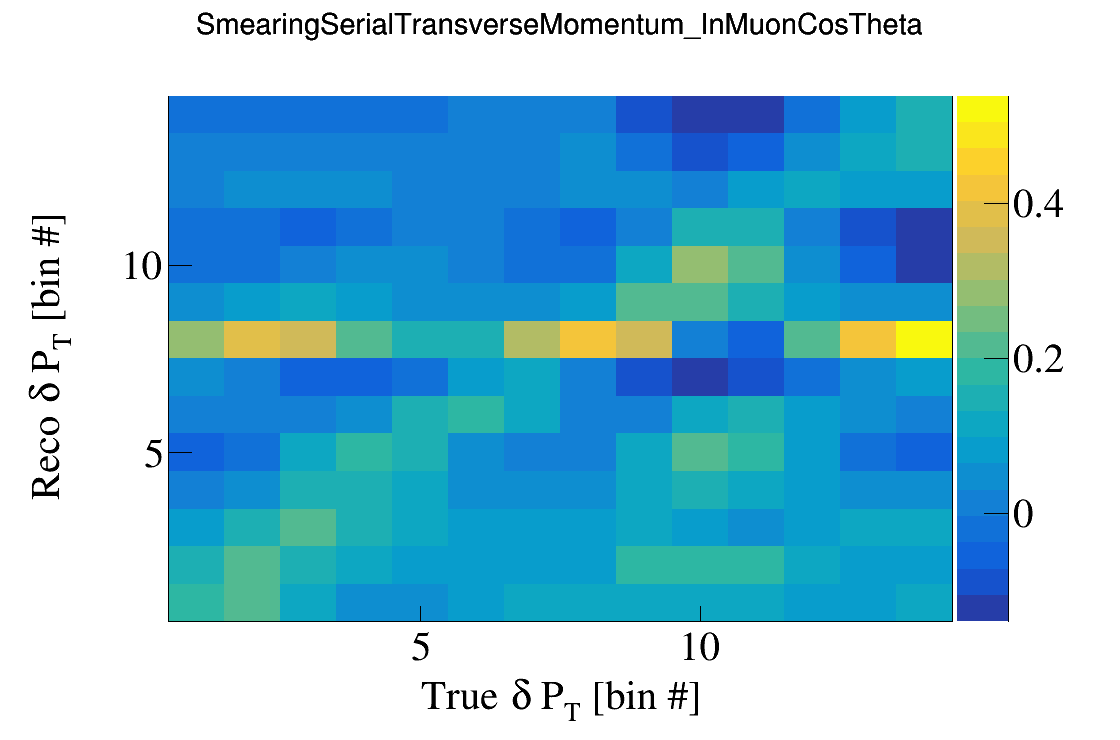 SmearingSerialTransverseMomentum_InMuonCosTheta
Reco δ P_T [bin #]
10
5
5
10
True δ P_T [bin #]
0.4
0.2
0